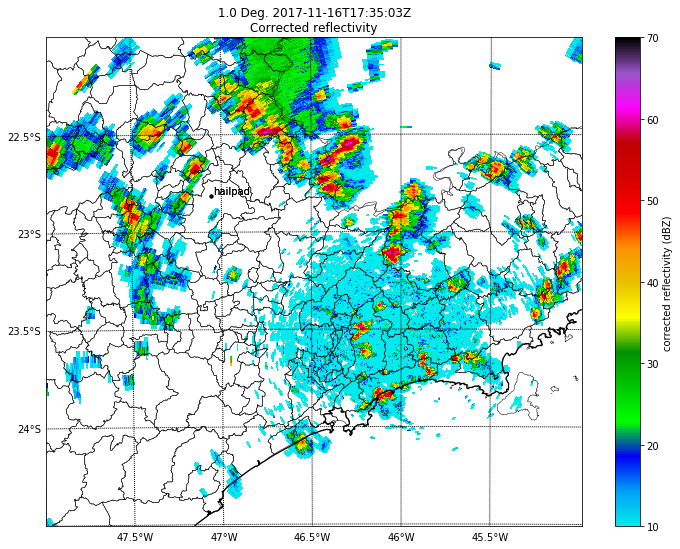 1.0 Deg. 2017-11-16T17:35:03Z
Corrected reflectivity
70
60
50
40
30
20
10
corrected reflectivity (dBZ)
22.5°S
23°S
23.5°S
24°S
hailpad
47.5°W
47°W
46.5°W
46°W
45.5°W